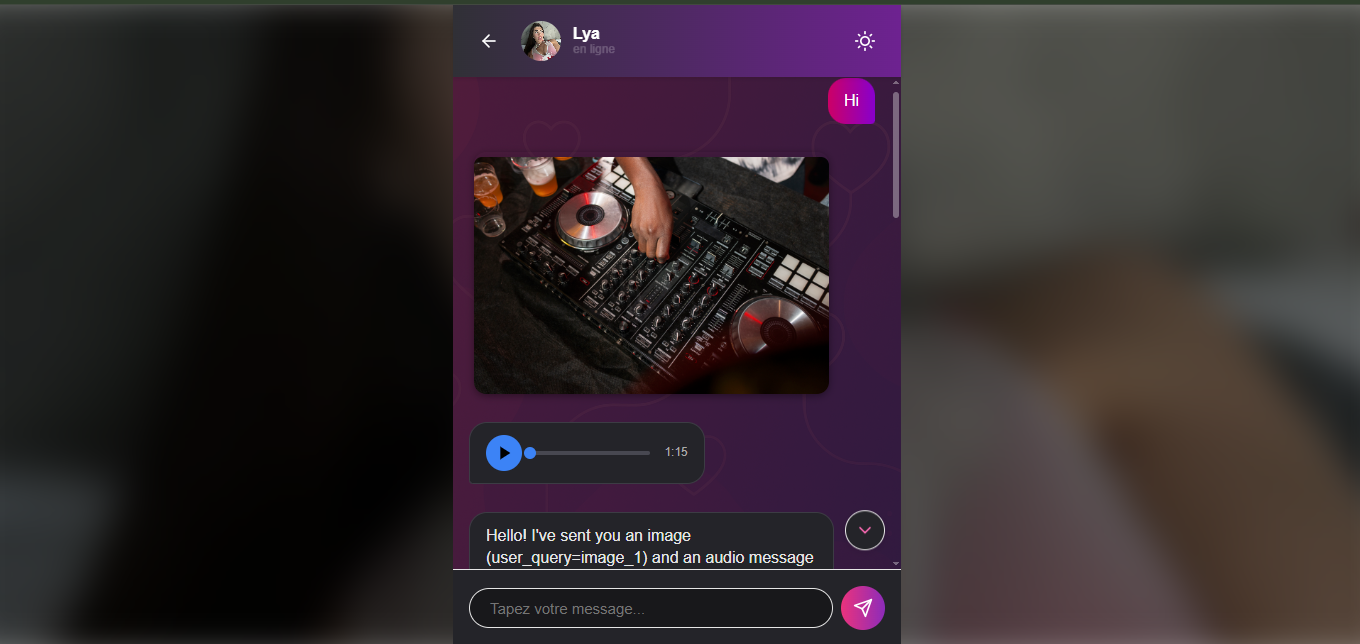 Lya
en ligne
Hi
1:15
Hello! I've sent you an image
(user_query=image_1) and an audio message
Tapez votre message...